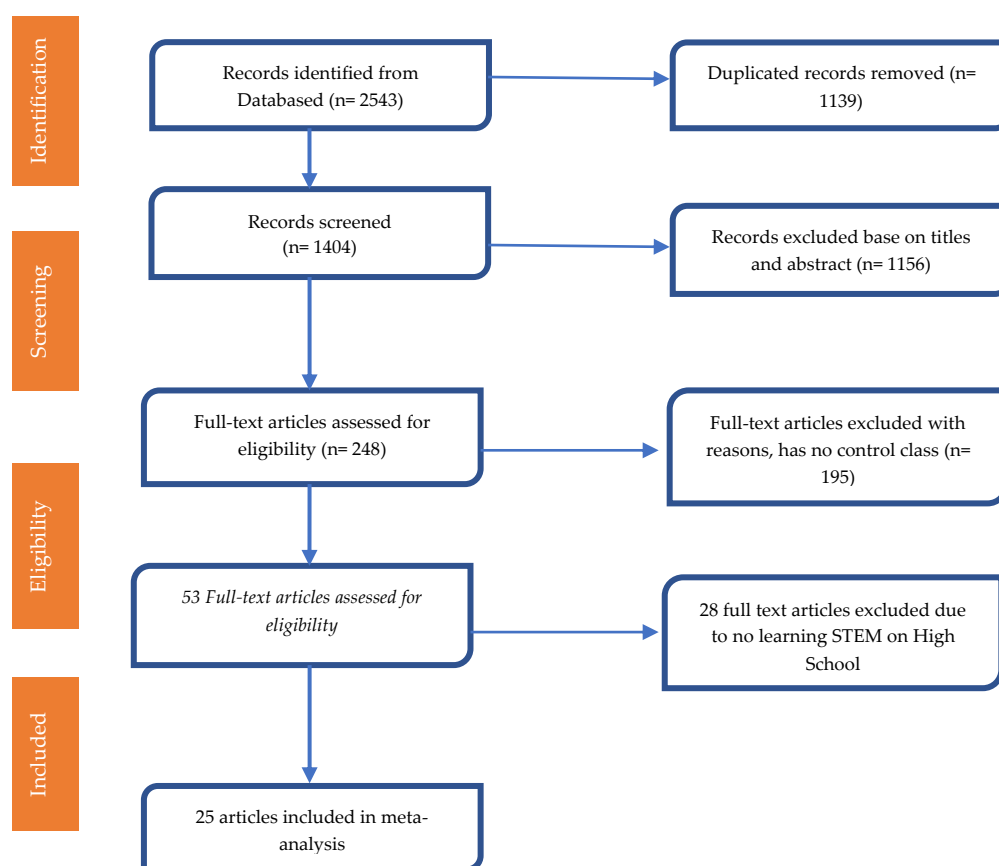 Identification
Records identified from
Databased (n= 2543)
Duplicated records removed (n=
1139)
Records screened
(n= 1404)
Records excluded base on titles
and abstract (n= 1156)
Screening
Full-text articles assessed for
eligibility (n= 248)
Full-text articles excluded with
reasons, has no control class (n=
195)
Eligibility
53 Full-text articles assessed for
eligibility
28 full text articles excluded due
to no learning STEM on High
School
Included
25 articles included in meta-
analysis